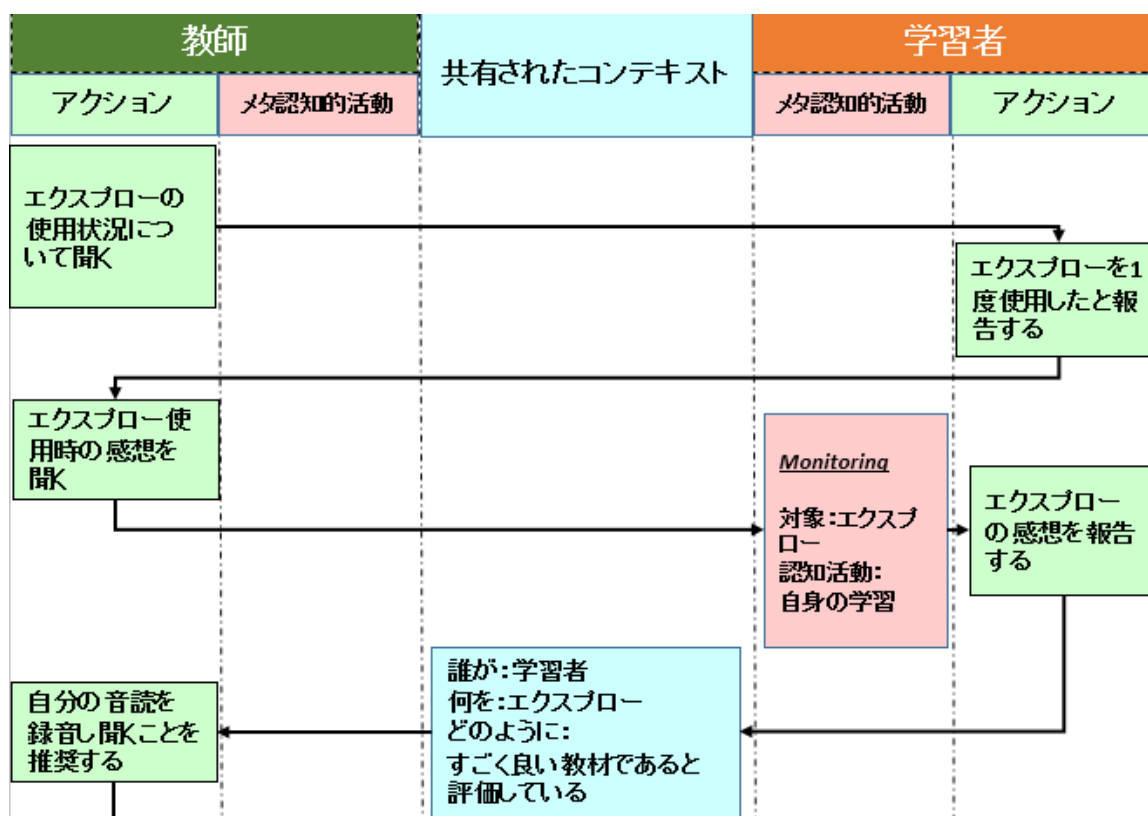 教師
共有されたコンテキスト
学習者
アクション
メタ認知的活動
メタ認知的活動
アクション
エクスプローの
使用状況につ
いて聞く
エクスプローを1
度使用したと報
告する
エクスプロー使
用時の感想を
聞く
Monitoring
対象:エクスプ
ロー
認知活動:
自身の学習
エクスプロー
の感想を報告
する
誰が:学習者
何を:エクスプロー
どのように:
すごく良い教材であると
評価している
自分の音読を
録音し聞くことを
推奨する